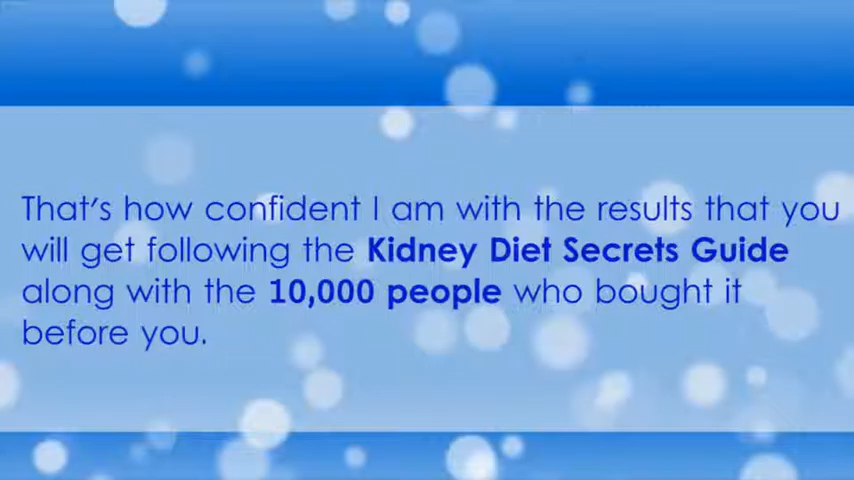 That's how confident I am with the results that you
will get following the Kidney Diet Secrets Guide
along with the 10,000 people who bought it
before you.